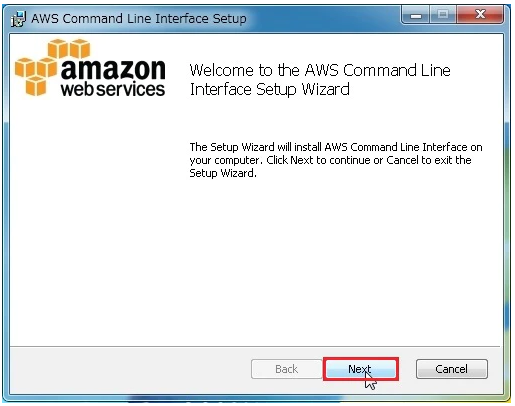 AWS Command Line Interface Setup
amazon
web services
Welcome to the AWS Command Line
Interface Setup Wizard
The Setup Wizard will install AWS Command Line Interface on
your computer. Click Next to continue or Cancel to exit the
Setup Wizard.
Back
Next
Cancel